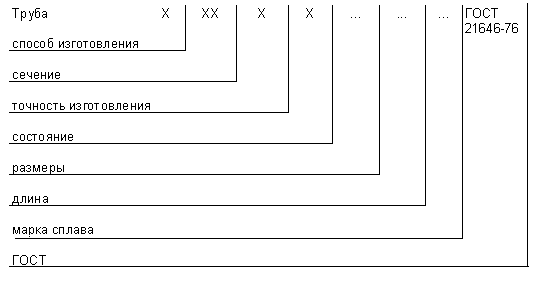 Труба X XX X X ... ... ... ГОСТ
21646-76
способ изготовления
сечение
точность изготовления
состояние
размеры
длина
марка сплава
ГОСТ